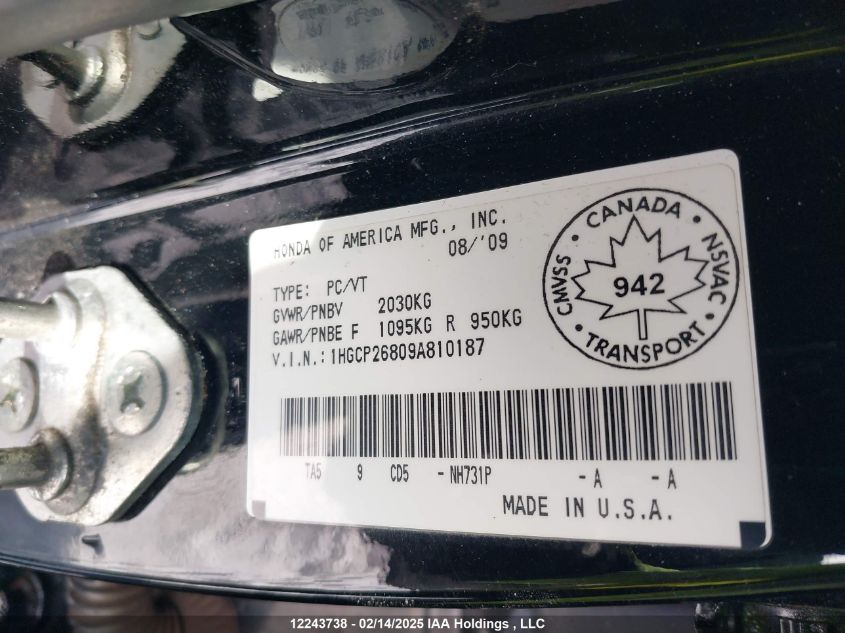 HONDA OF AMERICA MFG., INC.
08/'09
TYPE: PC/VT
GVWR/PNBV 2030KG
GAWR/PNBE F 1095KG R 950KG
V.I.N.:1HGCP26809A810187
CANADA
CMVSS
NSVAC
942
TRANSPORT
TA5 9 CD5 -NH731P -A -A
MADE IN U.S.A.
12243738 - 02/14/2025 IAA Holdings , LLC